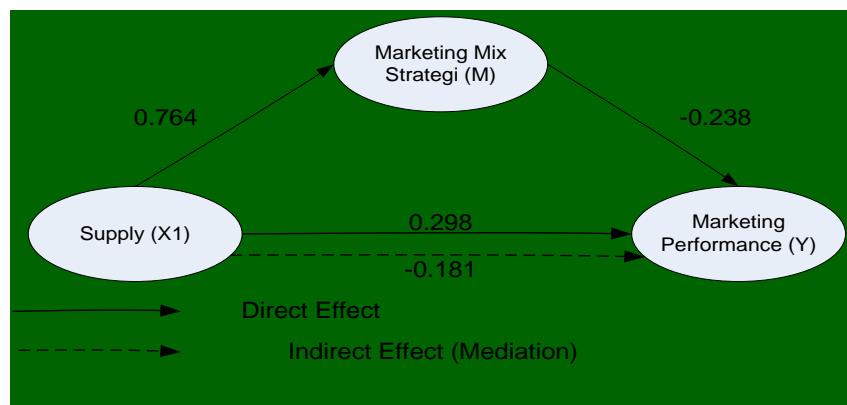 Marketing Mix
Strategi (M)
0.764
-0.238
Supply (X1)
0.298
Marketing
Performance (Y)
-0.181
Direct Effect
Indirect Effect (Mediation)